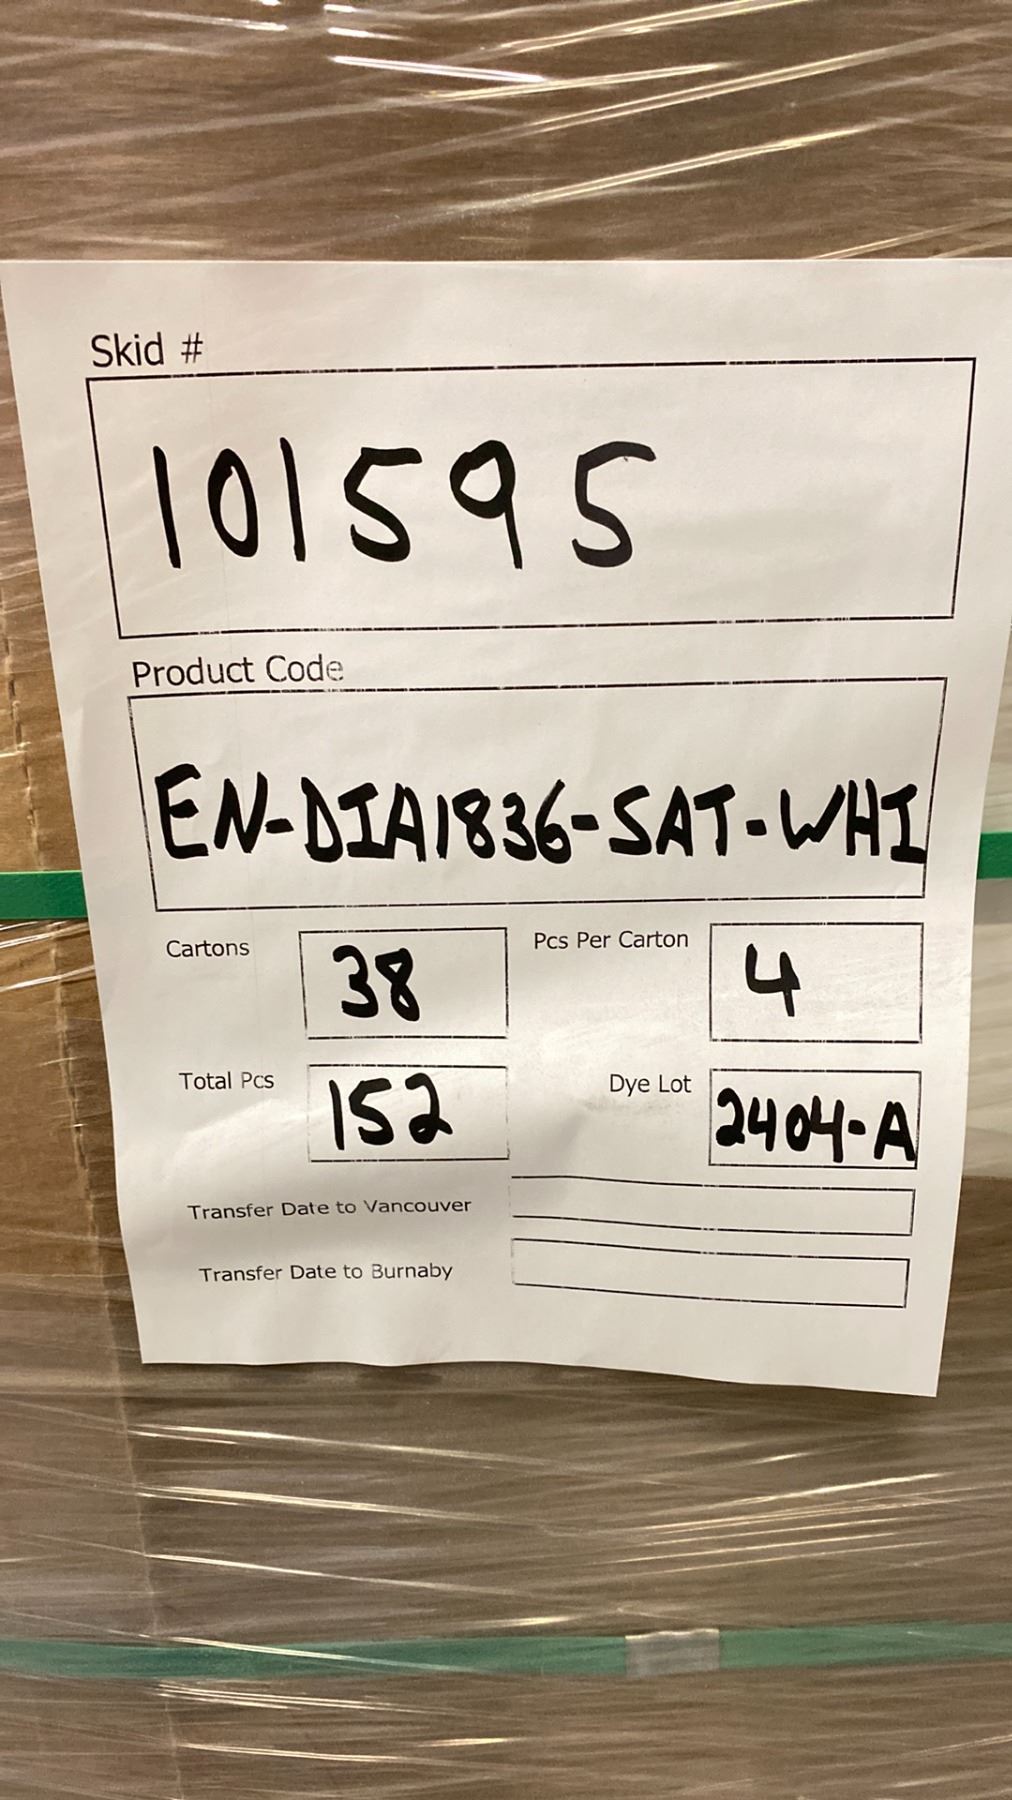 Skid #
101595
Product Code
EN-DIA1836-SAT-WHI
Cartons 38 Pcs Per Carton 4
Total Pcs 152 Dye Lot 2404-A
Transfer Date to Vancouver
Transfer Date to Burnaby